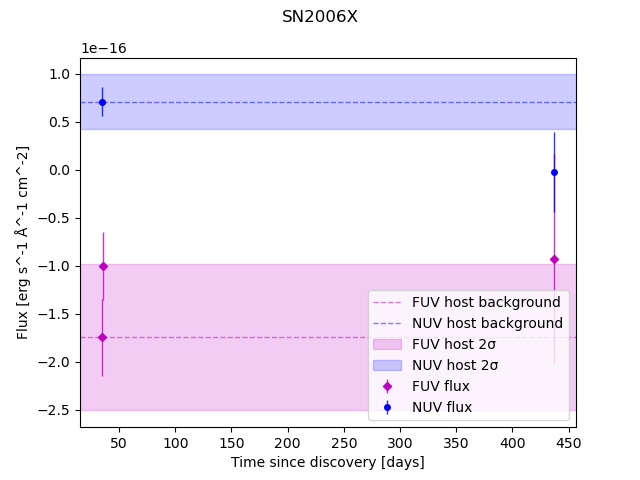 SN2006X
1e−16
1.0
0.5
0.0
−0.5
−1.0
−1.5
−2.0
−2.5
Flux [erg s^-1 Å^-1 cm^-2]
FUV host background
NUV host background
FUV host 2σ
NUV host 2σ
FUV flux
NUV flux
50 100 150 200 250 300 350 400 450
Time since discovery [days]